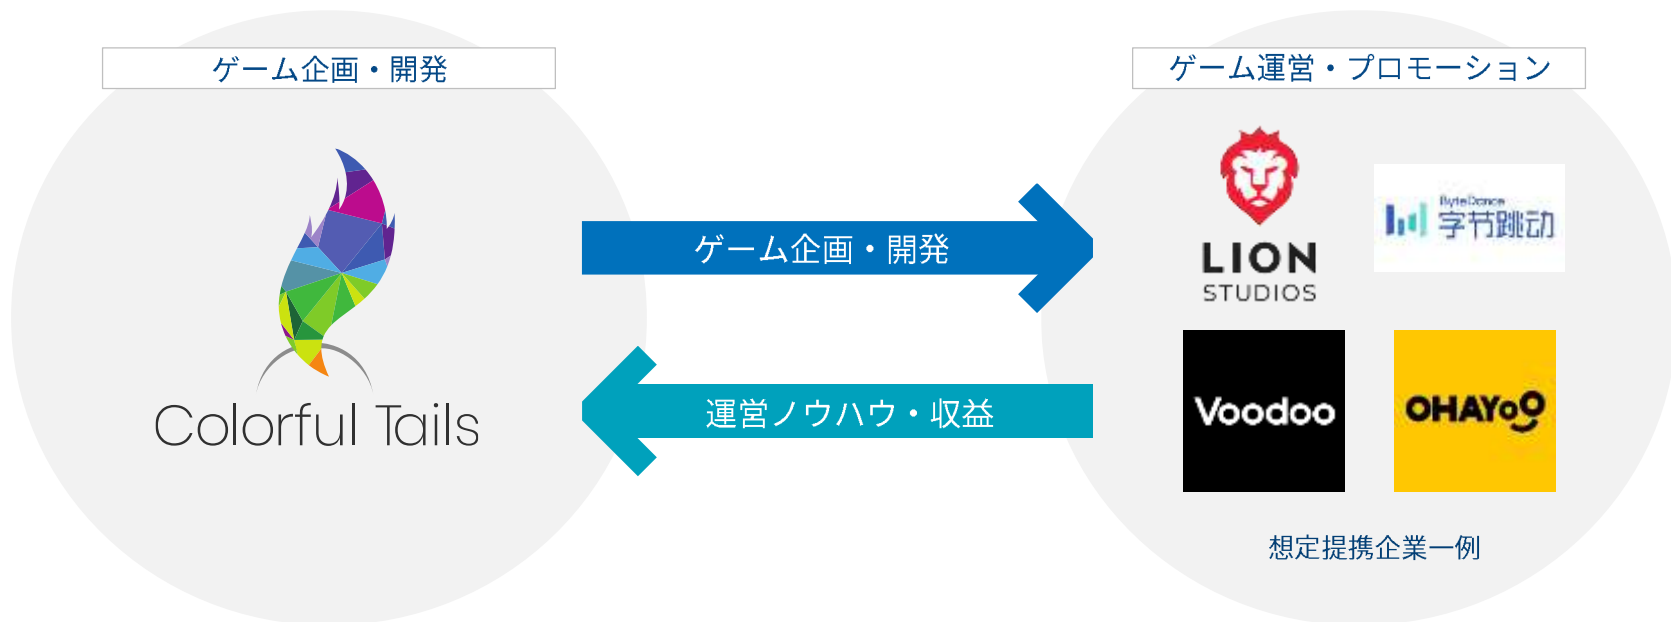 ゲーム企画・開発
Colorful Tails
ゲーム企画・開発
運営ノウハウ・収益
ゲーム運営・プロモーション
LION
STUDIOS
ByteDance
字节跳动
Voodoo
OHAYOO
想定提携企業一例